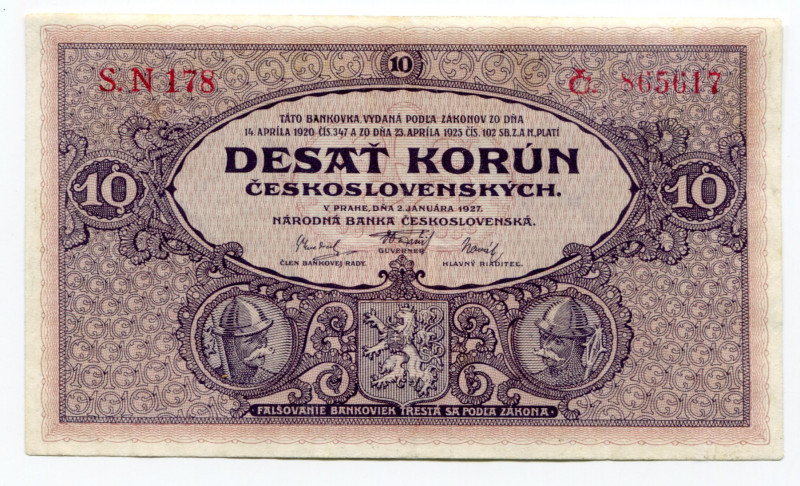 10
S. N 178 Č. 865617
TÁTO BANKOVKA, VYDANÁ PODĽA ZÁKONOV ZO DŇA
14. APRÍLA 1920 ČÍS. 347 A ZO DŇA 23. APRÍLA 1925 ČÍS. 102 SB. Z. A N., PLATÍ
DESAŤ KORÚN
ČESKOSLOVENSKÝCH.
10 10
V PRAHE, DŇA 2. JANUÁRA 1927.
NÁRODNÁ BANKA ČESKOSLOVENSKÁ.
GUVERNER
ČLEN BAŇKOVEJ RADY. HLAVNÝ RIADITEĽ.
FALŠOVANIE BANKOVIEK TRESTÁ SA PODĽA ZÁKONA